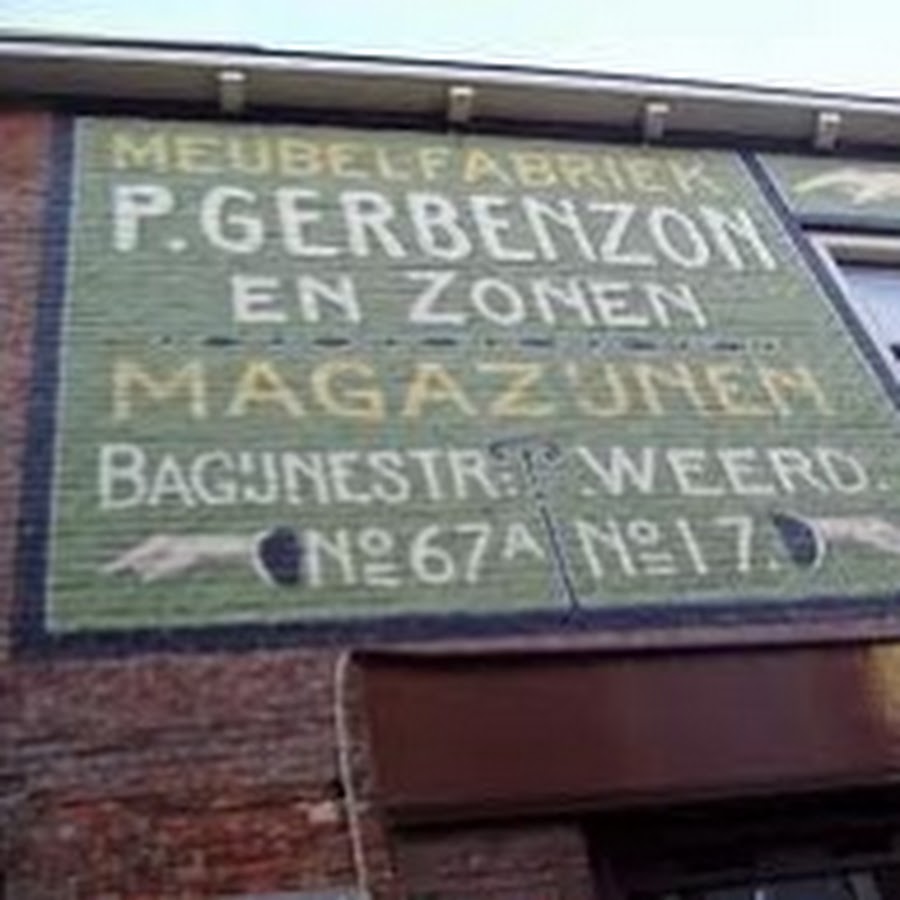 MEUBELFABRIEK
P. GERBENZON
EN ZONEN
MAGAZIJNEN
BAGIJNESTR: WEERD.
No 67A No 17.